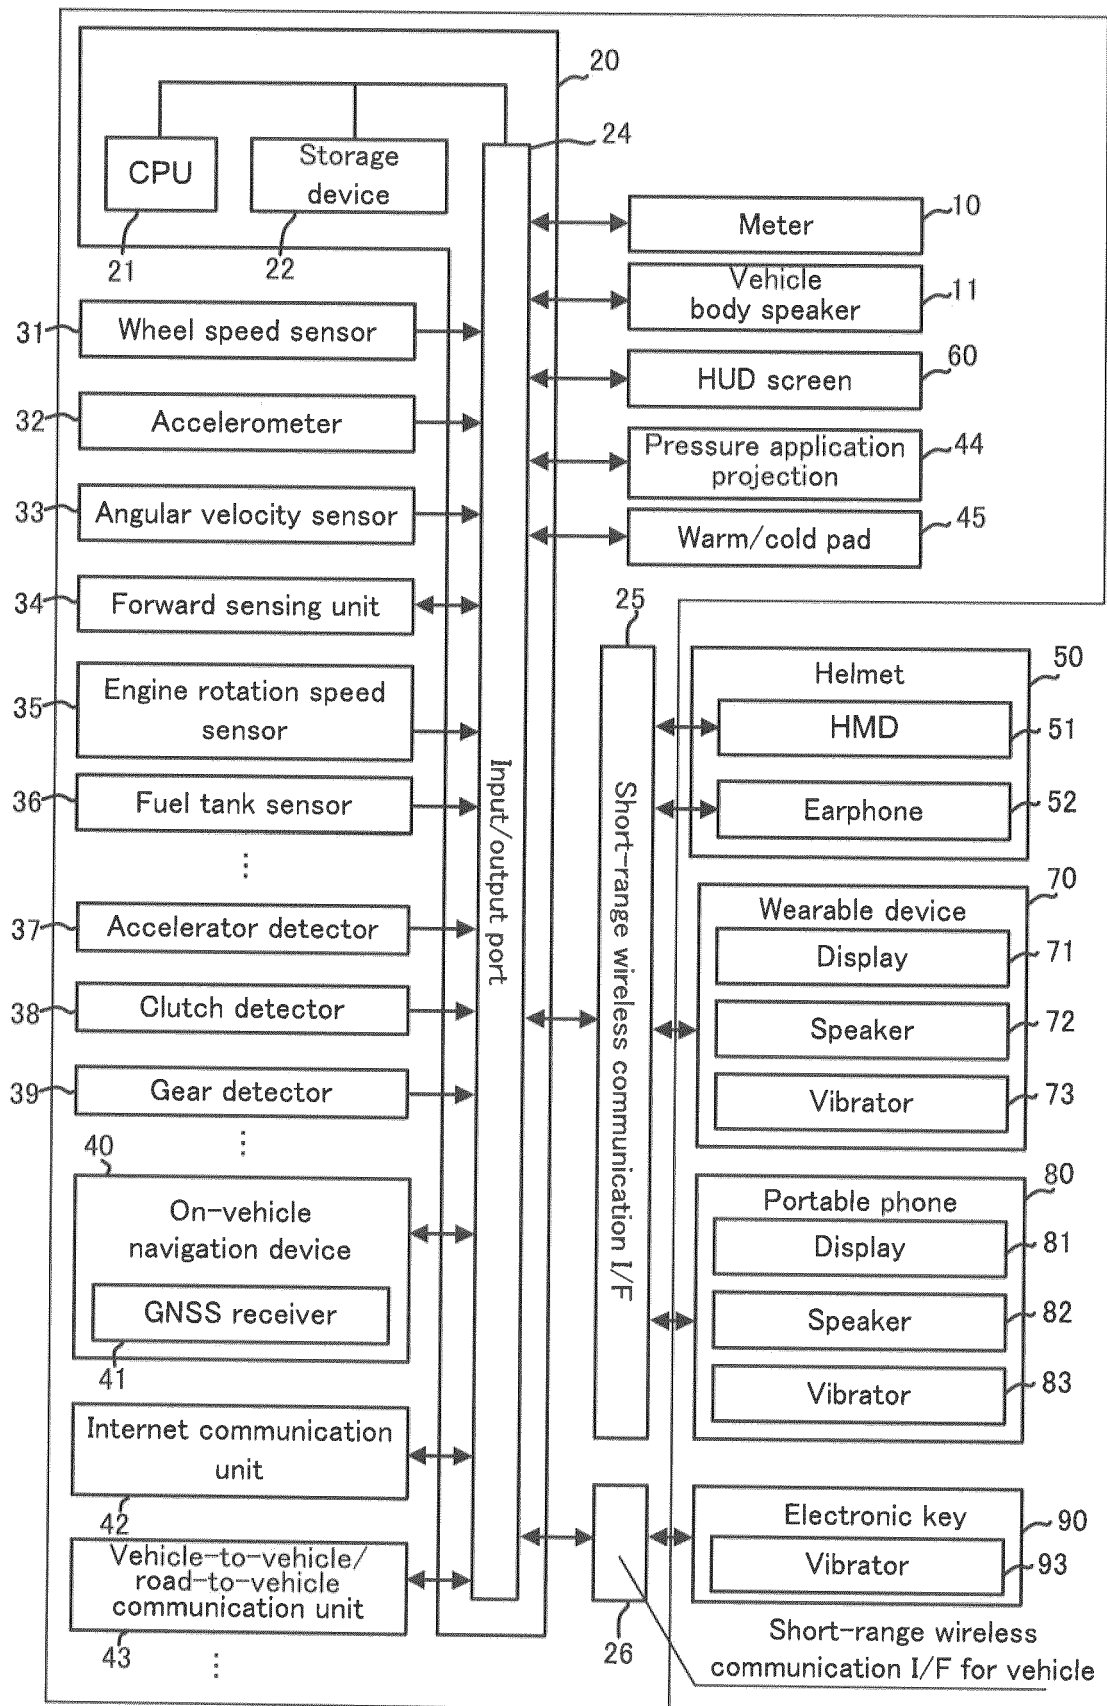 20
24
CPU
Storage
device
21
22
Meter
10
Vehicle
body speaker
11
HUD screen
60
Pressure application
projection
44
Warm/cold pad
45
31
Wheel speed sensor
32
Accelerometer
33
Angular velocity sensor
34
Forward sensing unit
35
Engine rotation speed
sensor
36
Fuel tank sensor
⋮
37
Accelerator detector
38
Clutch detector
39
Gear detector
⋮
40
On-vehicle
navigation device
GNSS receiver
41
Internet communication
unit
42
Vehicle-to-vehicle/
road-to-vehicle
communication unit
43
⋮
Input/output port
25
Short-range wireless communication I/F
Helmet
50
HMD
51
Earphone
52
Wearable device
70
Display
71
Speaker
72
Vibrator
73
Portable phone
80
Display
81
Speaker
82
Vibrator
83
Electronic key
90
Vibrator
93
26
Short-range wireless
communication I/F for vehicle